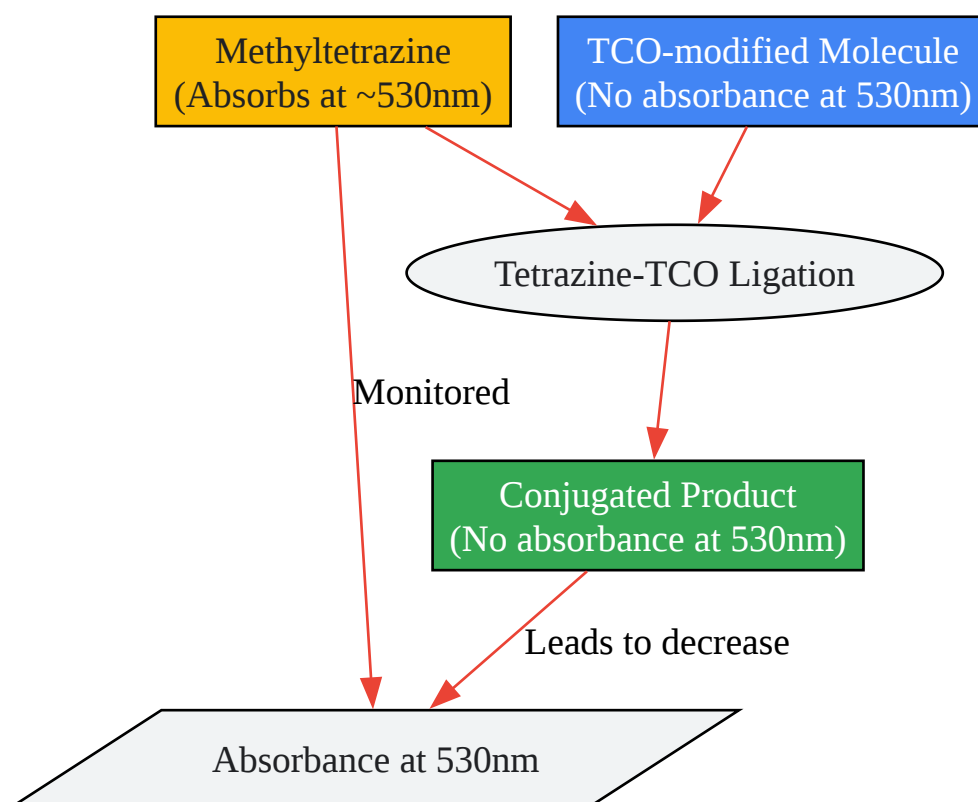 Methyltetrazine
(Absorbs at ~530nm)
TCO-modified Molecule
(No absorbance at 530nm)
Tetrazine-TCO Ligation
Monitored
Conjugated Product
(No absorbance at 530nm)
Leads to decrease
Absorbance at 530nm